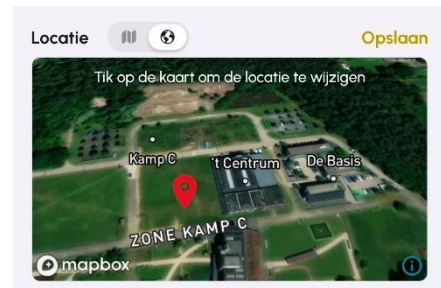 Locatie
Opslaan
Tik op de kaart om de locatie te wijzigen
Kamp C
't Centrum
De Basis
ZONE KAMP C
mapbox